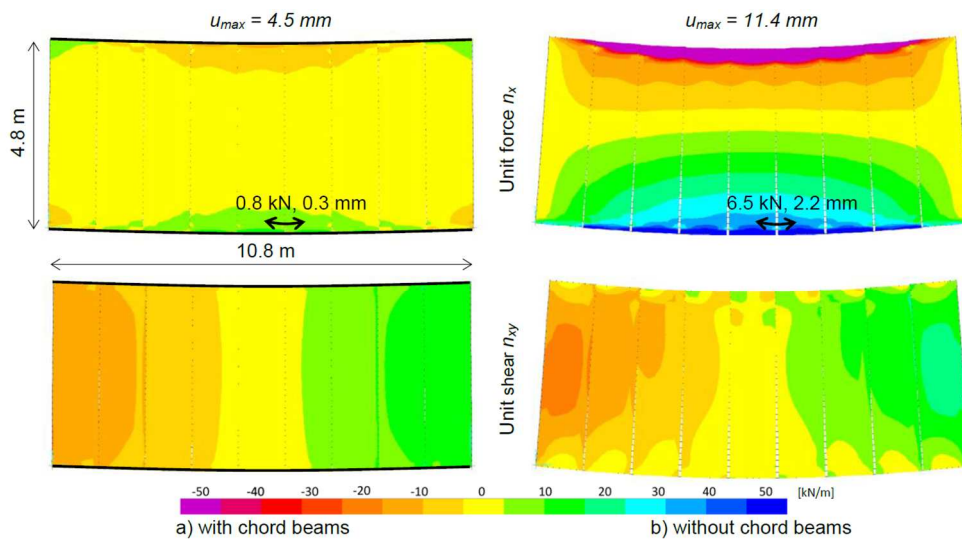 u_max = 4.5 mm
u_max = 11.4 mm
4.8 m
0.8 kN, 0.3 mm
Unit force n_x
6.5 kN, 2.2 mm
10.8 m
Unit shear n_xy
-50 -40 -30 -20 -10 0 10 20 30 40 50 [kN/m]
a) with chord beams
b) without chord beams